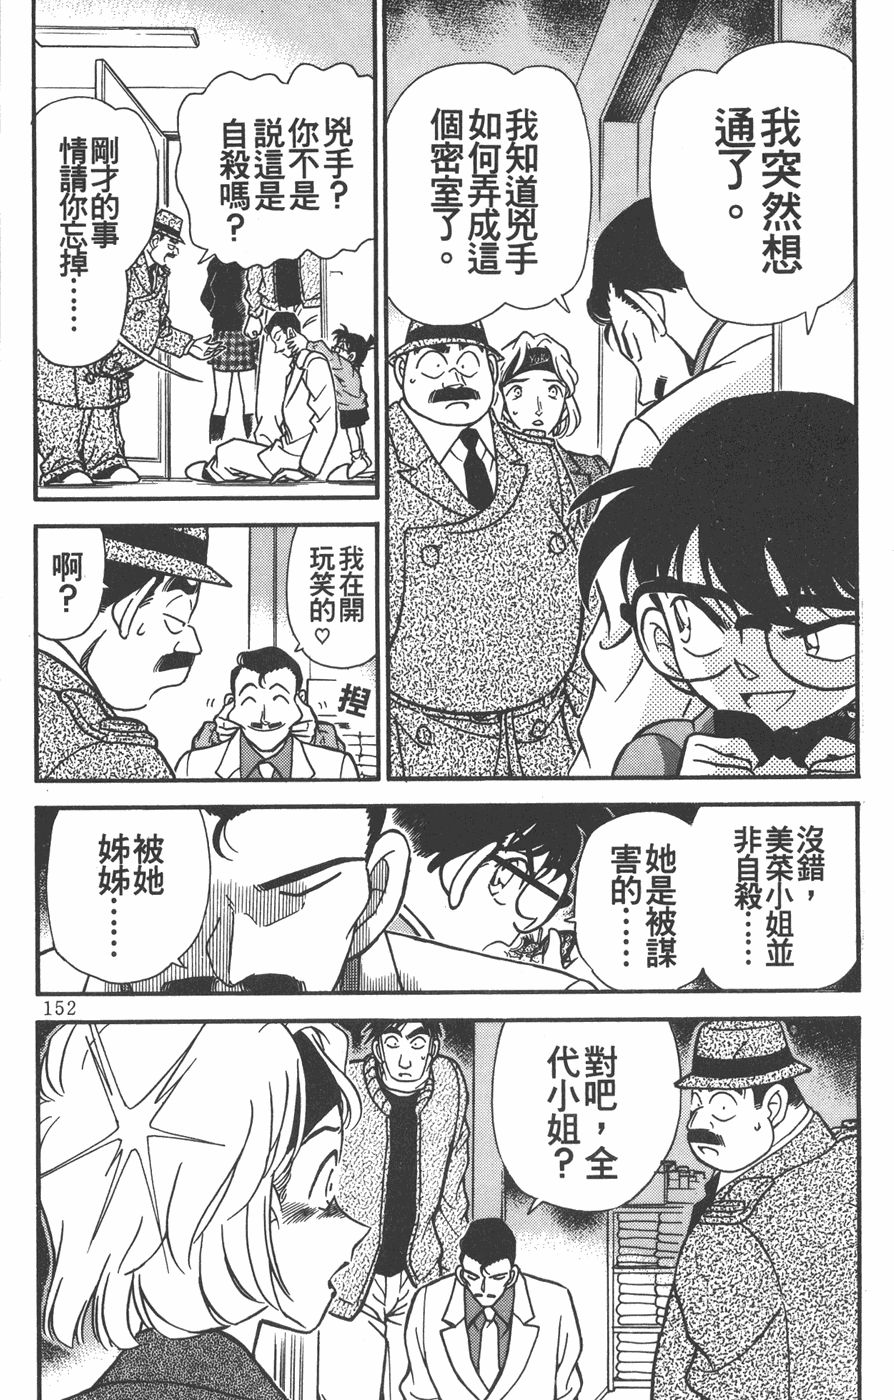 我突然想
通了。
我知道兇手
如何弄成這
個密室了。
兇手？
你不是
說這是
自殺嗎？
剛才的事
情請你忘掉……
我在開
玩笑的♡
捏
啊？
沒錯，
美菜小姐並
非自殺……
她是被謀
害的……
被她
姊姊……
152
對吧，全
代小姐？